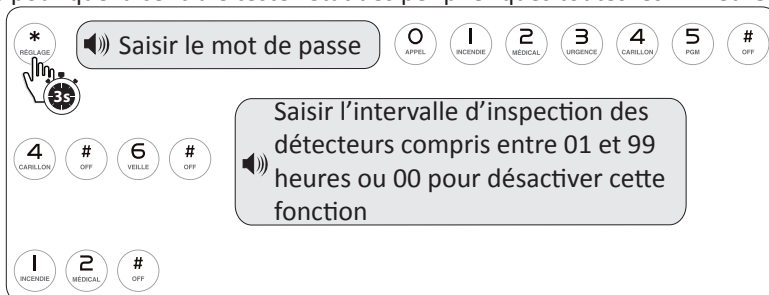 *
RÉGLAGE
3s
Saisir le mot de passe
0 1 2 3 4 5 #
APPEL INCENDIE MÉDICAL URGENCE CARILLON PGM OFF
4 # 6 #
CARILLON OFF VEILLE OFF
Saisir l’intervalle d’inspection des
détecteurs compris entre 01 et 99
heures ou 00 pour désactiver cette
fonction
1 2 #
INCENDIE MÉDICAL OFF